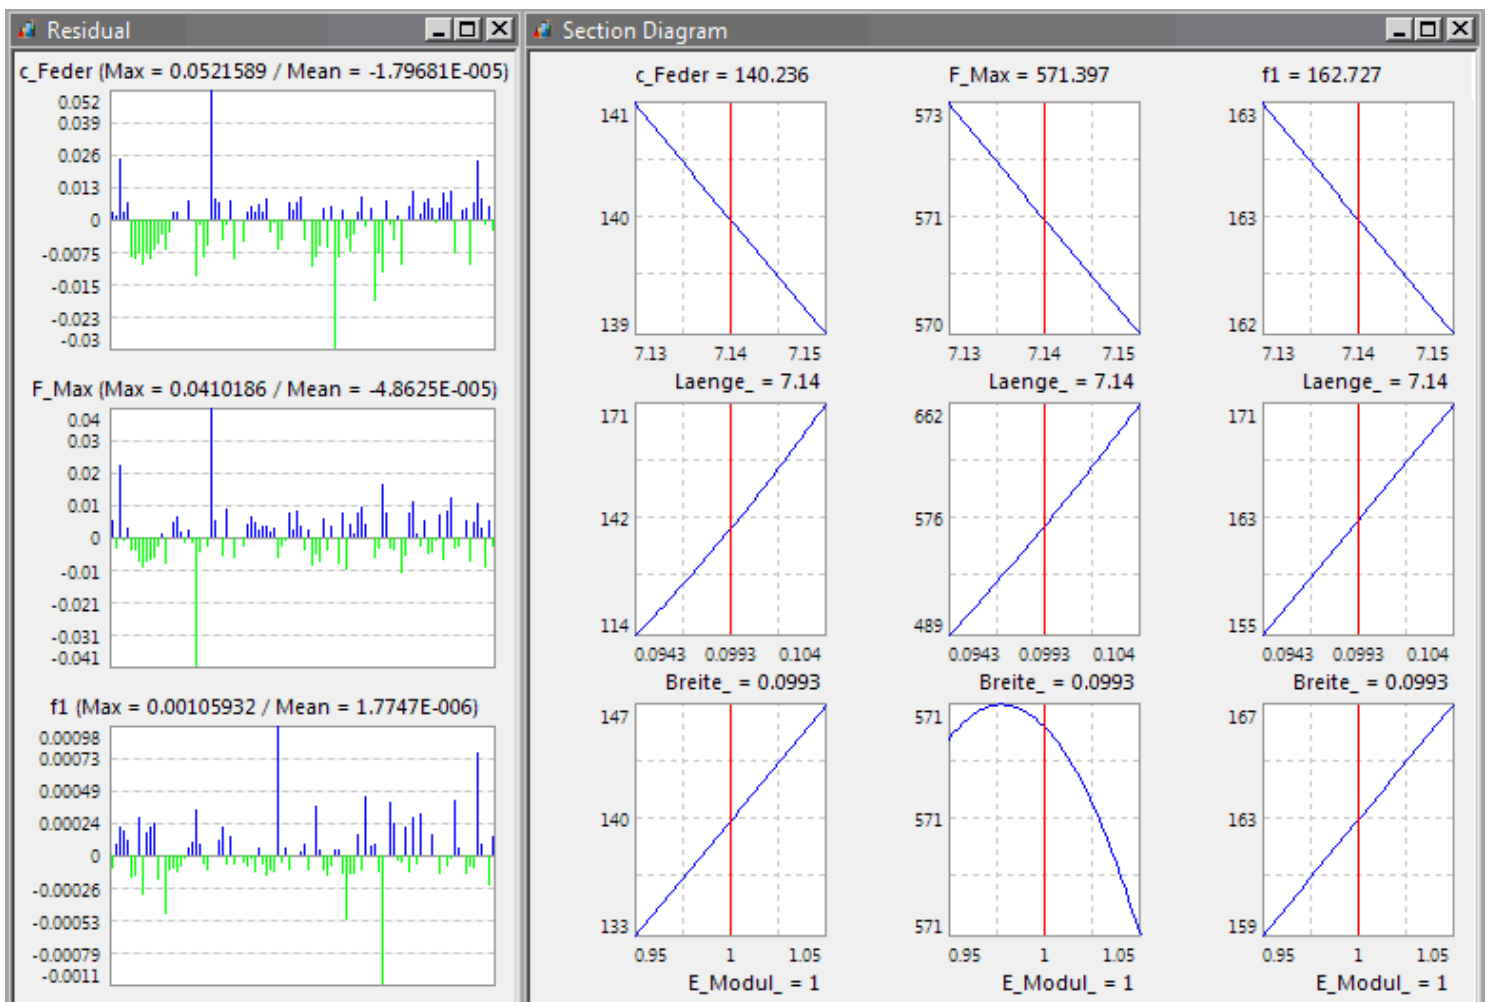 Residual
c_Feder (Max = 0.0521589 / Mean = -1.79681E-005)
0.052
0.039
0.026
0.013
0
-0.0075
-0.015
-0.023
-0.03
F_Max (Max = 0.0410186 / Mean = -4.8625E-005)
0.04
0.03
0.02
0.01
0
-0.01
-0.021
-0.031
-0.041
f1 (Max = 0.00105932 / Mean = 1.7747E-006)
0.00098
0.00073
0.00049
0.00024
0
-0.00026
-0.00053
-0.00079
-0.0011
Section Diagram
c_Feder = 140.236 F_Max = 571.397 f1 = 162.727
141 573 163
140 571 163
139 570 162
7.13 7.14 7.15 7.13 7.14 7.15 7.13 7.14 7.15
Laenge_ = 7.14 Laenge_ = 7.14 Laenge_ = 7.14
171 662 171
142 576 163
114 489 155
0.0943 0.0993 0.104 0.0943 0.0993 0.104 0.0943 0.0993 0.104
Breite_ = 0.0993 Breite_ = 0.0993 Breite_ = 0.0993
147 571 167
140 571 163
133 571 159
0.95 1 1.05 0.95 1 1.05 0.95 1 1.05
E_Modul_ = 1 E_Modul_ = 1 E_Modul_ = 1